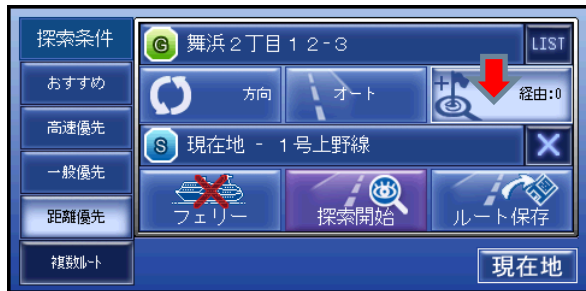 探索条件
おすすめ
高速優先
一般優先
距離優先
複数ルート
G 舞浜2丁目12-3 LIST
方向 オート 経由:0
S 現在地 - 1号上野線
フェリー 探索開始 ルート保存
現在地